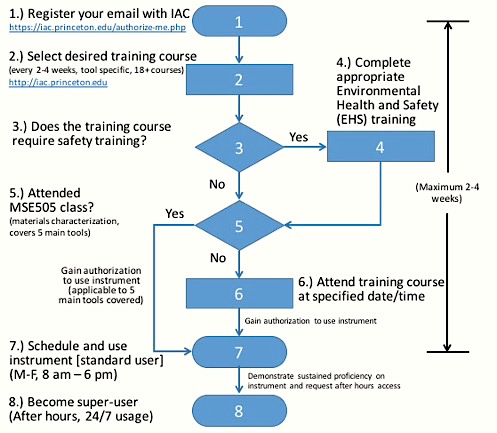 1.) Register your email with IAC
https://iac.princeton.edu/authorize-me.php
1
2.) Select desired training course
(every 2-4 weeks, tool specific, 18+ courses)
http://iac.princeton.edu
2
4.) Complete
appropriate
Environmental
Health and Safety
(EHS) training
3.) Does the training course
require safety training?
3
Yes
4
No
(Maximum 2-4
weeks)
5.) Attended
MSE505 class?
(materials characterization,
covers 5 main tools)
Yes
5
No
Gain authorization
to use instrument
(applicable to 5
main tools covered)
6
6.) Attend training course
at specified date/time
Gain authorization to use instrument
7.) Schedule and use
instrument [standard user]
(M-F, 8 am – 6 pm)
7
Demonstrate sustained proficiency on
instrument and request after hours access
8.) Become super-user
(After hours, 24/7 usage)
8